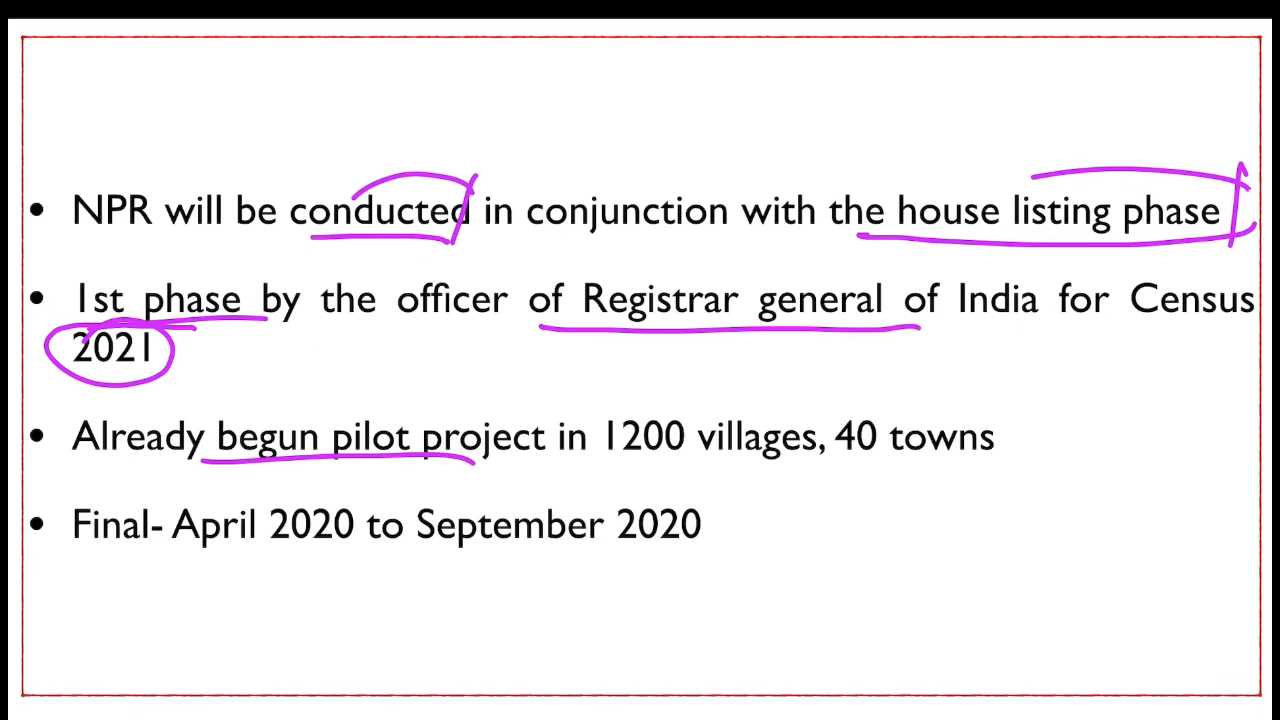 • NPR will be conducted in conjunction with the house listing phase
• 1st phase by the officer of Registrar general of India for Census
2021
• Already begun pilot project in 1200 villages, 40 towns
• Final- April 2020 to September 2020